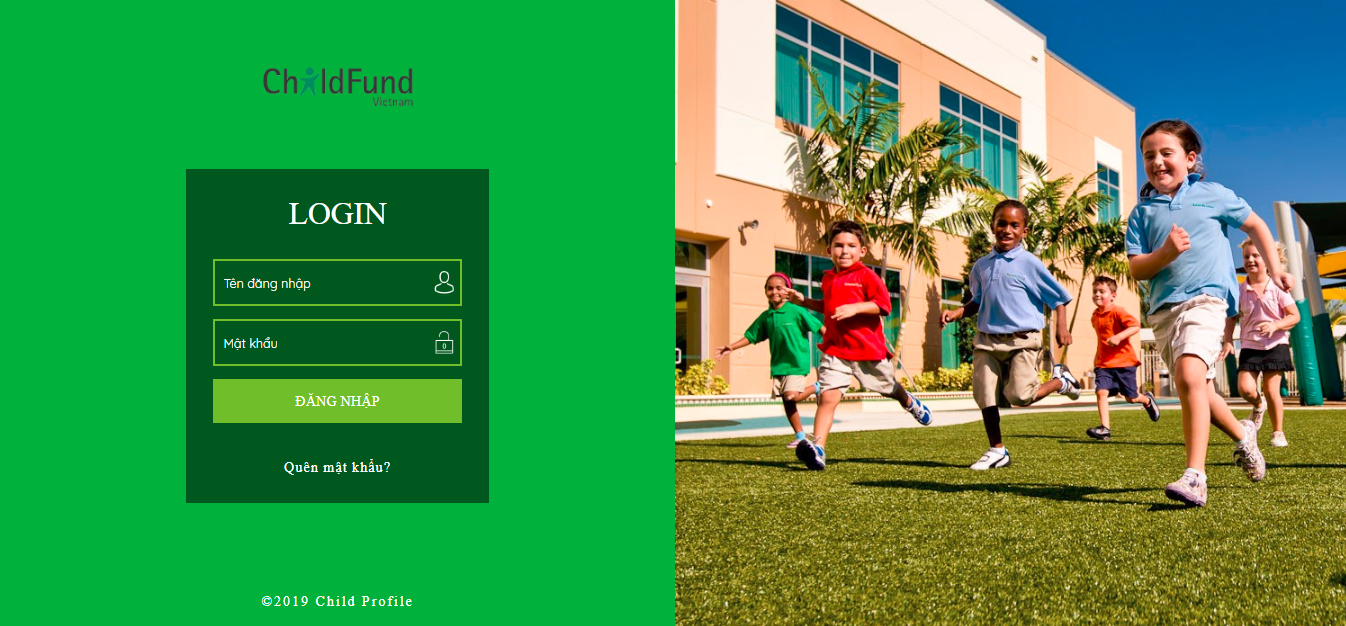 ChildFund
Vietnam
LOGIN
Tên đăng nhập
Mật khẩu
ĐĂNG NHẬP
Quên mật khẩu?
©2019 Child Profile